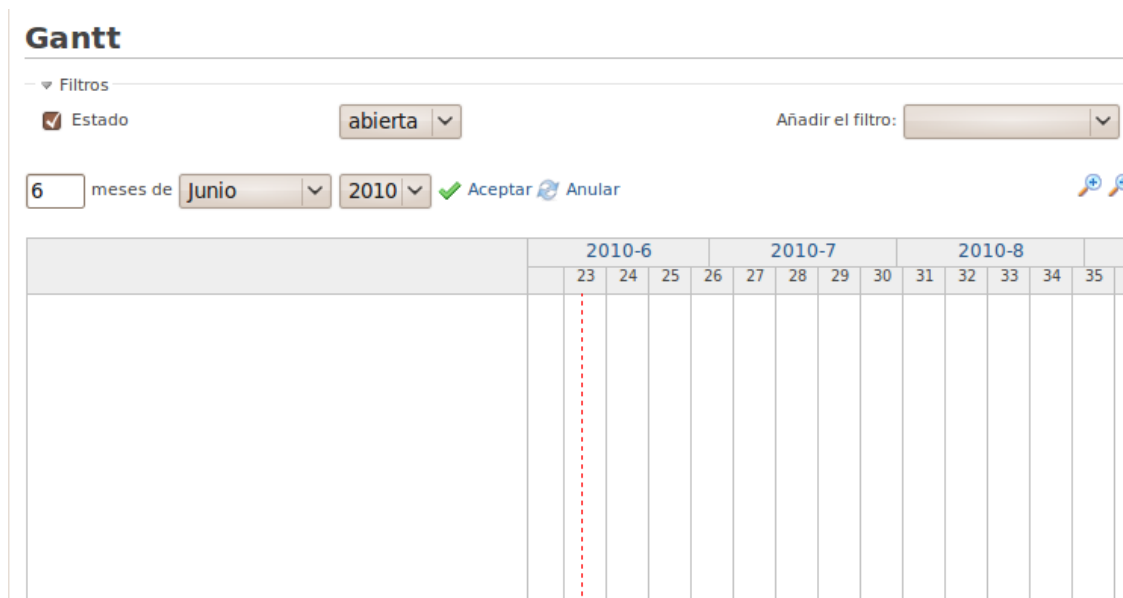 Gantt
Filtros
Estado abierta Añadir el filtro:
6 meses de Junio 2010 Aceptar Anular
2010-6 2010-7 2010-8
23 24 25 26 27 28 29 30 31 32 33 34 35